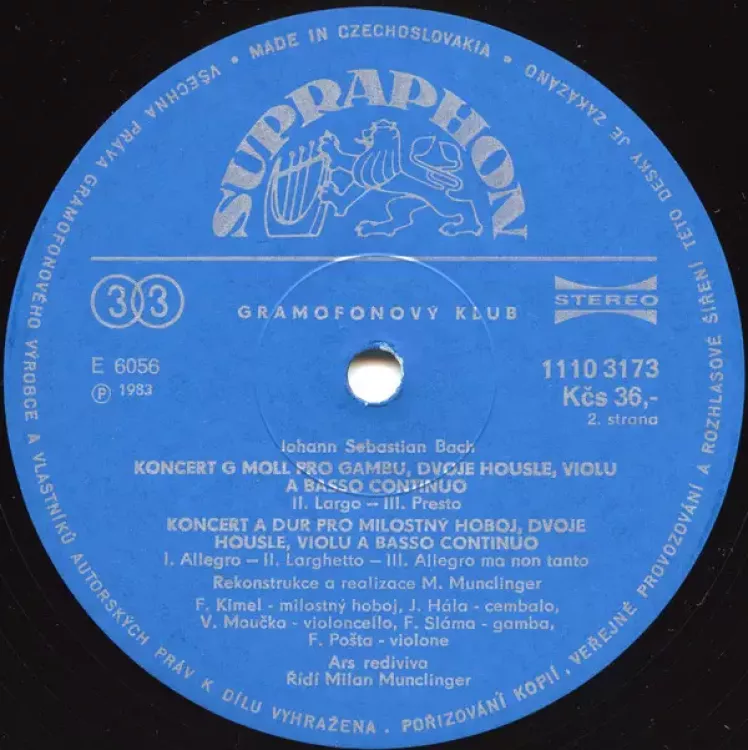 MADE IN CZECHOSLOVAKIA
VŠECHNA PRÁVA GRAMOFONOVÉHO VÝROBCE A VLASTNÍKŮ AUTORSKÝCH PRÁV K DÍLU VYHRAŽENA. POŘIZOVÁNÍ KOPIÍ, VEŘEJNÉ PROVOZOVÁNÍ A ROZHLASOVÉ ŠÍŘENÍ TÉTO DESKY JE ZAKÁZÁNO
SUPRAPHON
33
GRAMOFONOVÝ KLUB
STEREO
E 6056
1110 3173
Ⓟ 1983
Kčs 36,-
2. strana
Johann Sebastian Bach
KONCERT G MOLL PRO GAMBU, DVOJE HOUSLE, VIOLU
A BASSO CONTINUO
II. Largo – III. Presto
KONCERT A DUR PRO MILOSTNÝ HOBOJ, DVOJE
HOUSLE, VIOLU A BASSO CONTINUO
I. Allegro – II. Larghetto – III. Allegro ma non tanto
Rekonstrukce a realizace M. Munclinger
F. Kimel - milostný hoboj, J. Hála - cembalo,
V. Moučka - violoncello, F. Sláma - gamba,
F. Pošta - violone
Ars rediviva
Řídí Milan Munclinger